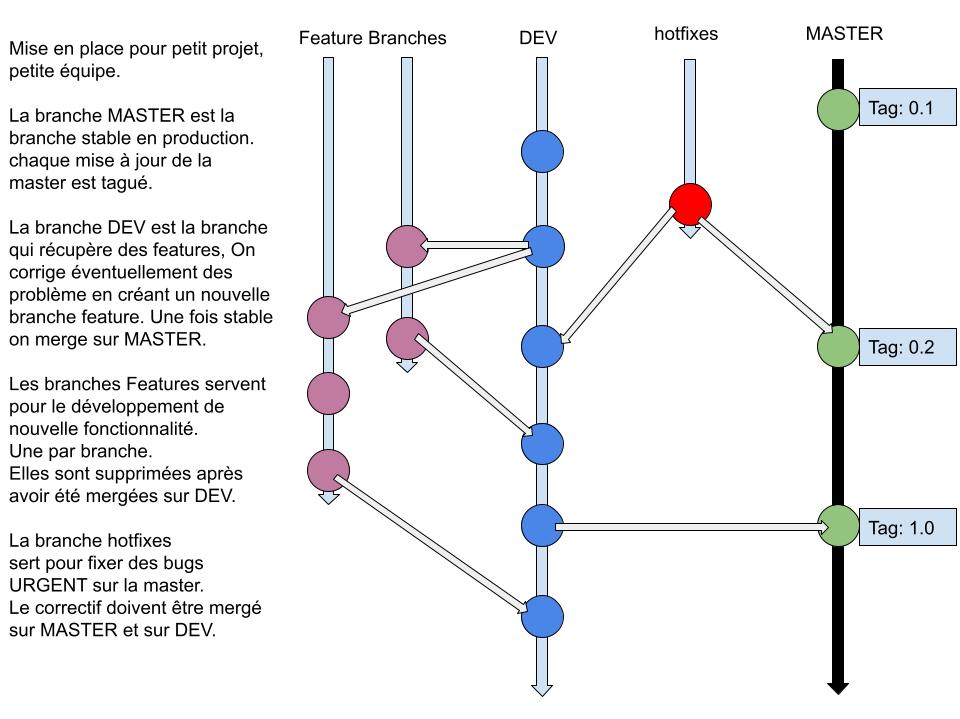 Feature Branches
DEV
hotfixes
MASTER
Mise en place pour petit projet,
petite équipe.
La branche MASTER est la
branche stable en production.
chaque mise à jour de la
master est tagué.
La branche DEV est la branche
qui récupère des features, On
corrige éventuellement des
problème en créant un nouvelle
branche feature. Une fois stable
on merge sur MASTER.
Les branches Features servent
pour le développement de
nouvelle fonctionnalité.
Une par branche.
Elles sont supprimées après
avoir été mergées sur DEV.
La branche hotfixes
sert pour fixer des bugs
URGENT sur la master.
Le correctif doivent être mergé
sur MASTER et sur DEV.
Tag: 0.1
Tag: 0.2
Tag: 1.0